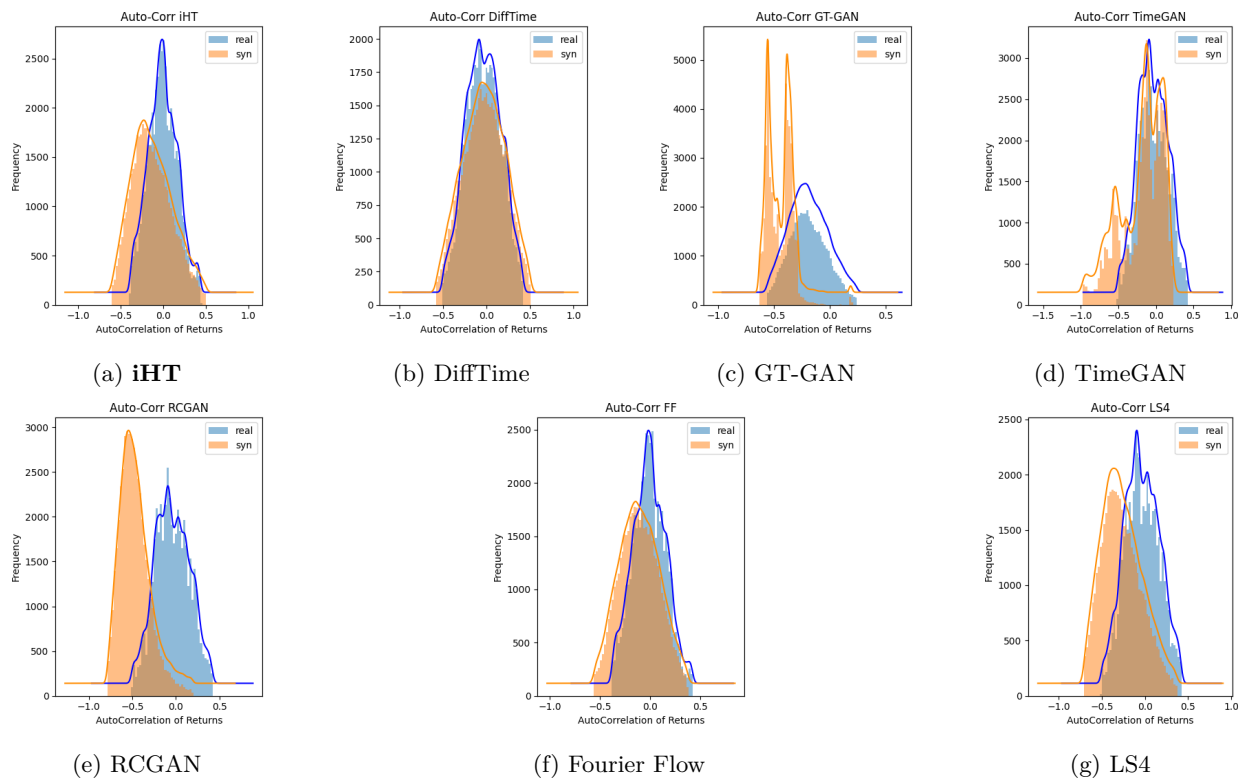 Auto-Corr iHT
real
syn
Frequency
2500
2000
1500
1000
500
0
−1.0 −0.5 0.0 0.5 1.0
AutoCorrelation of Returns
(a) iHT
Auto-Corr DiffTime
real
syn
Frequency
2000
1750
1500
1250
1000
750
500
250
0
−1.0 −0.5 0.0 0.5 1.0
AutoCorrelation of Returns
(b) DiffTime
Auto-Corr GT-GAN
real
syn
Frequency
5000
4000
3000
2000
1000
0
−1.0 −0.5 0.0 0.5
AutoCorrelation of Returns
(c) GT-GAN
Auto-Corr TimeGAN
real
syn
Frequency
3000
2500
2000
1500
1000
500
0
−1.5 −1.0 −0.5 0.0 0.5 1.0
AutoCorrelation of Returns
(d) TimeGAN
Auto-Corr RCGAN
real
syn
Frequency
3000
2500
2000
1500
1000
500
0
−1.0 −0.5 0.0 0.5
AutoCorrelation of Returns
(e) RCGAN
Auto-Corr FF
real
syn
Frequency
2500
2000
1500
1000
500
0
−1.0 −0.5 0.0 0.5
AutoCorrelation of Returns
(f) Fourier Flow
Auto-Corr LS4
real
syn
Frequency
2500
2000
1500
1000
500
0
−1.0 −0.5 0.0 0.5
AutoCorrelation of Returns
(g) LS4